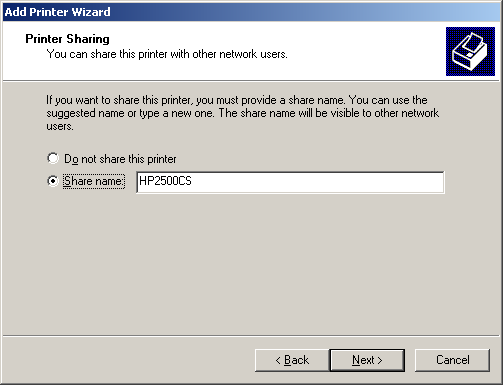 Add Printer Wizard
Printer Sharing
You can share this printer with other network users.
If you want to share this printer, you must provide a share name. You can use the
suggested name or type a new one. The share name will be visible to other network
users.
Do not share this printer
Share name: HP2500CS
< Back Next > Cancel